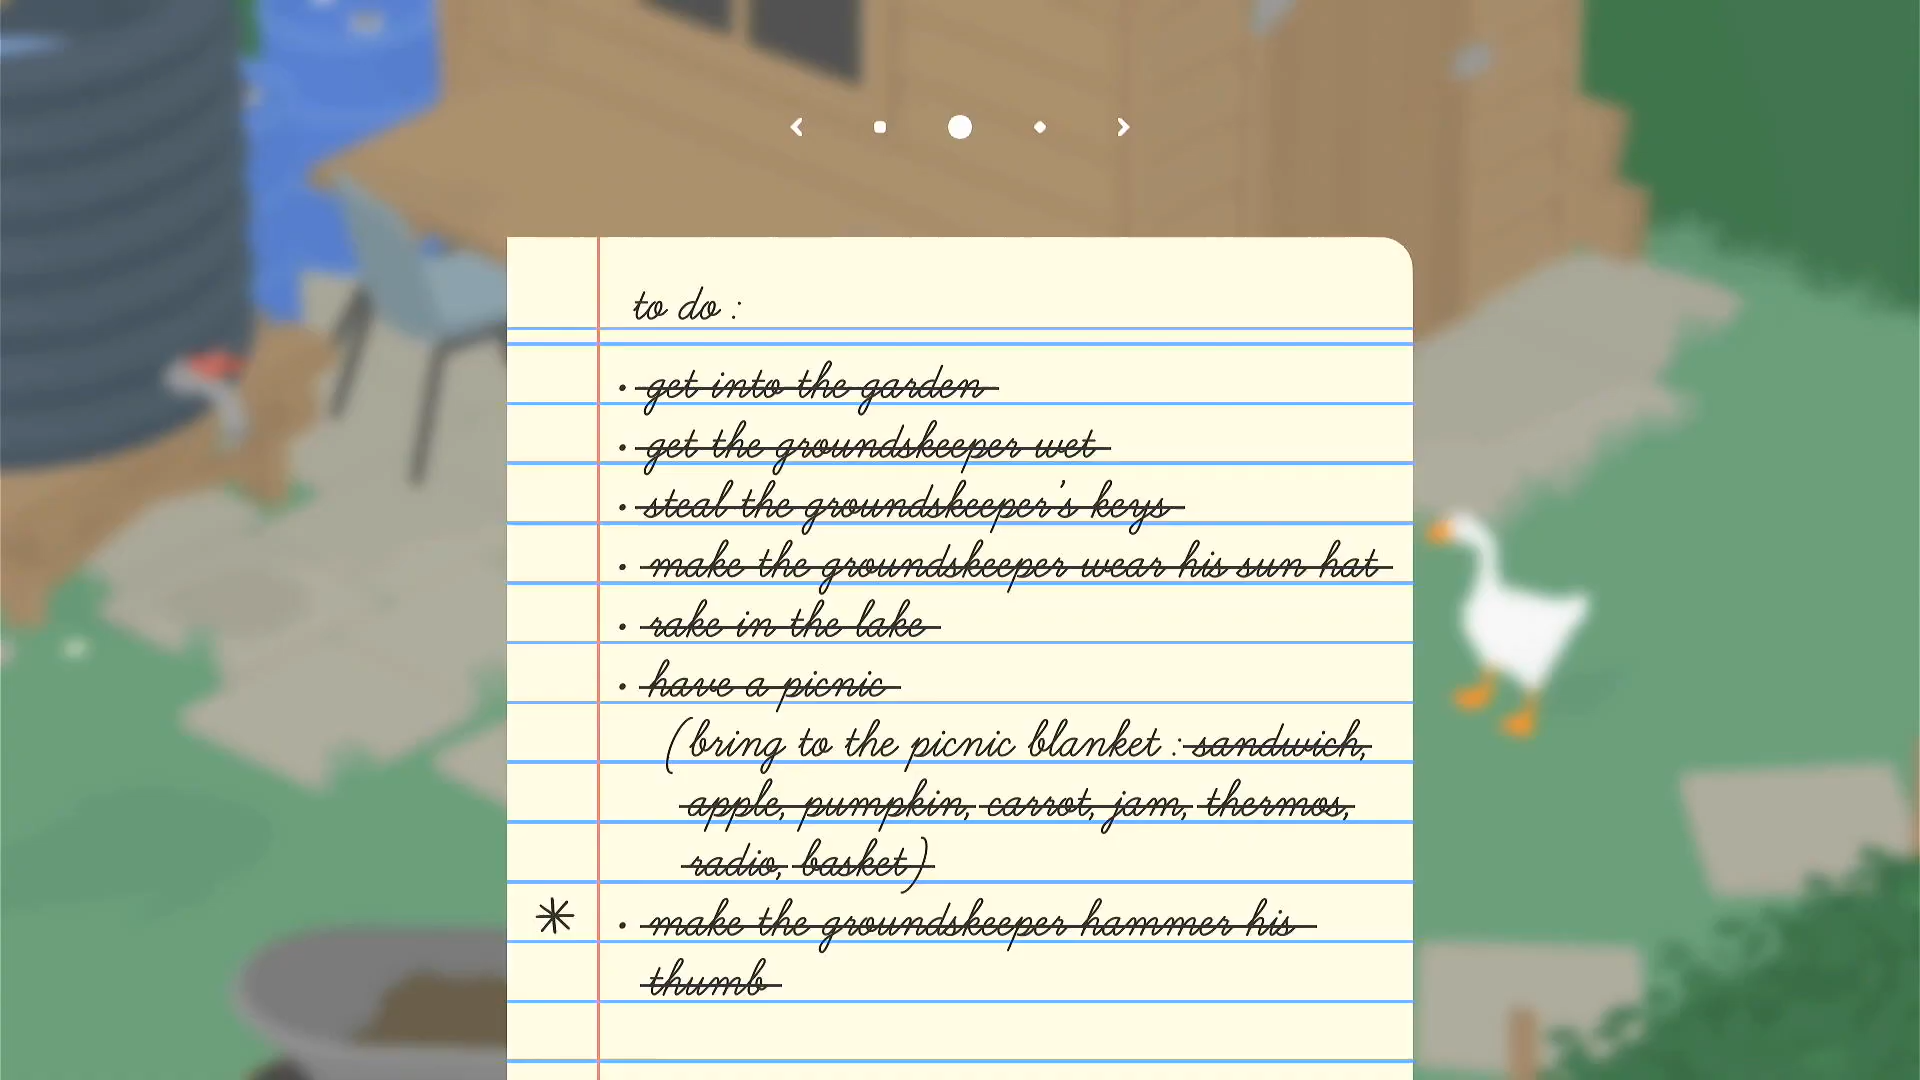 to do :
• get into the garden
• get the groundskeeper wet
• steal the groundskeeper's keys
• make the groundskeeper wear his sun hat
• rake in the lake
• have a picnic
(bring to the picnic blanket : sandwich,
apple, pumpkin, carrot, jam, thermos,
radio, basket)
* • make the groundskeeper hammer his
thumb